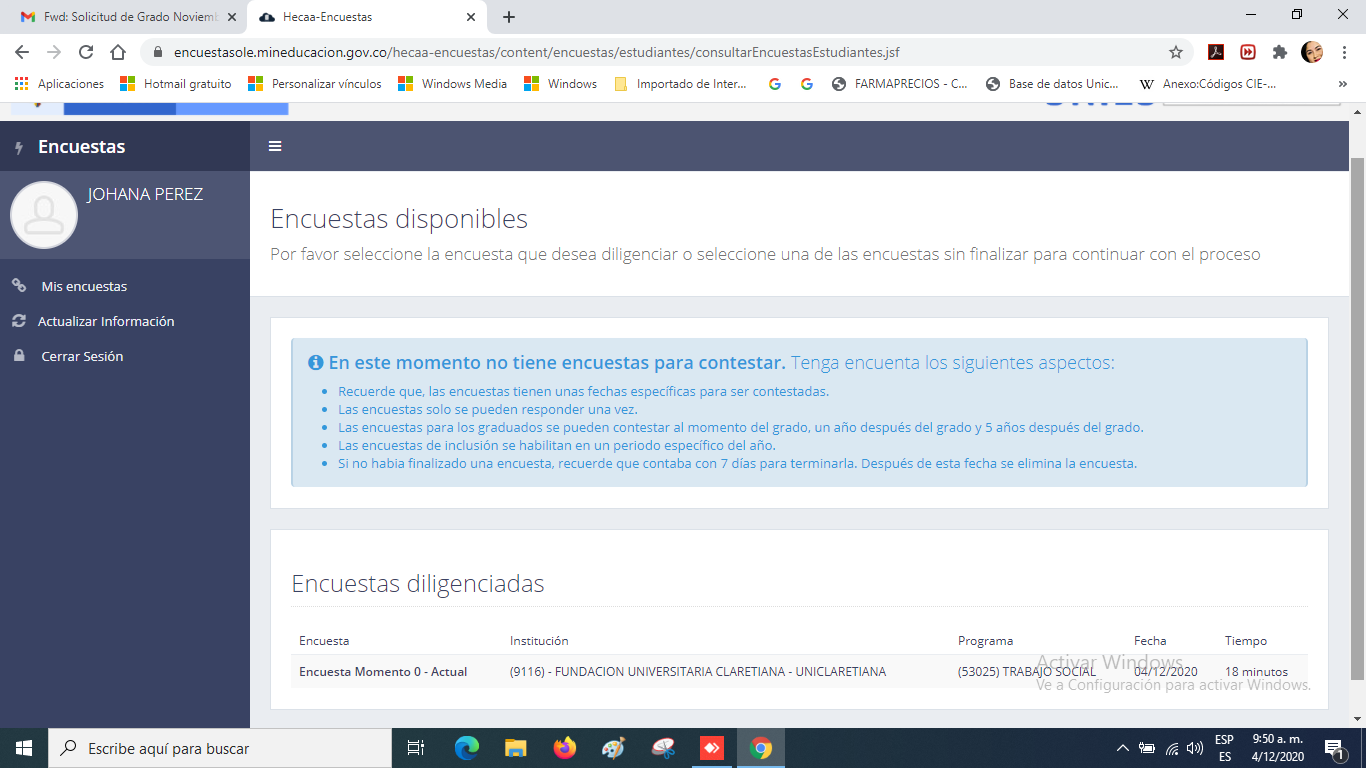 Fwd: Solicitud de Grado Noviemb
Hecaa-Encuestas
encuestasole.mineducacion.gov.co/hecaa-encuestas/content/encuestas/estudiantes/consultarEncuestasEstudiantes.jsf
Aplicaciones
Hotmail gratuito
Personalizar vínculos
Windows Media
Windows
Importado de Inter...
FARMAPRECIOS - C...
Base de datos Unic...
Anexo:Códigos CIE-...
Encuestas
JOHANA PEREZ
Mis encuestas
Actualizar Información
Cerrar Sesión
Encuestas disponibles
Por favor seleccione la encuesta que desea diligenciar o seleccione una de las encuestas sin finalizar para continuar con el proceso
En este momento no tiene encuestas para contestar. Tenga encuenta los siguientes aspectos:
Recuerde que, las encuestas tienen unas fechas específicas para ser contestadas.
Las encuestas solo se pueden responder una vez.
Las encuestas para los graduados se pueden contestar al momento del grado, un año después del grado y 5 años después del grado.
Las encuestas de inclusión se habilitan en un periodo específico del año.
Si no habia finalizado una encuesta, recuerde que contaba con 7 días para terminarla. Después de esta fecha se elimina la encuesta.
Encuestas diligenciadas
Encuesta Institución Programa Fecha Tiempo
Encuesta Momento 0 - Actual (9116) - FUNDACION UNIVERSITARIA CLARETIANA - UNICLARETIANA (53025) TRABAJO SOCIAL 04/12/2020 18 minutos
Activar Windows
Ve a Configuración para activar Windows.
Escribe aquí para buscar
ESP
ES
9:50 a. m.
4/12/2020
1